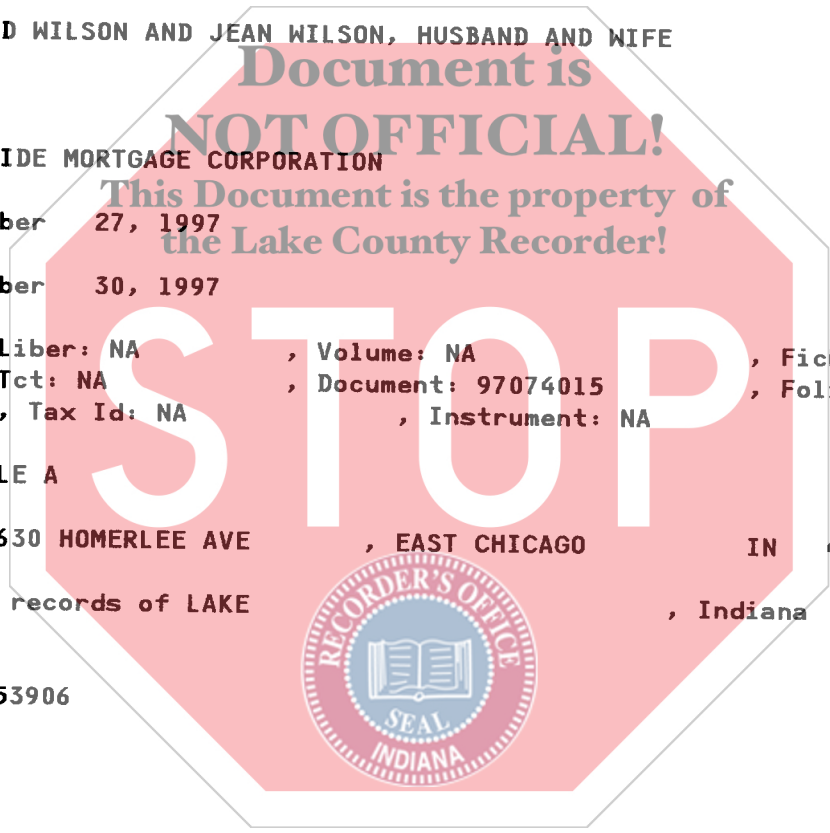 D WILSON AND JEAN WILSON, HUSBAND AND WIFE
Document is
NOT OFFICIAL!
IDE MORTGAGE CORPORATION
This Document is the property of
ber 27, 1997
the Lake County Recorder!
ber 30, 1997
STOP
Liber: NA , Volume: NA , Fich
Tct: NA , Document: 97074015 , Foli
, Tax Id: NA , Instrument: NA
LE A
630 HOMERLEE AVE , EAST CHICAGO IN
records of LAKE , Indiana
RECORDER'S OFFICE
SEAL
INDIANA
53906